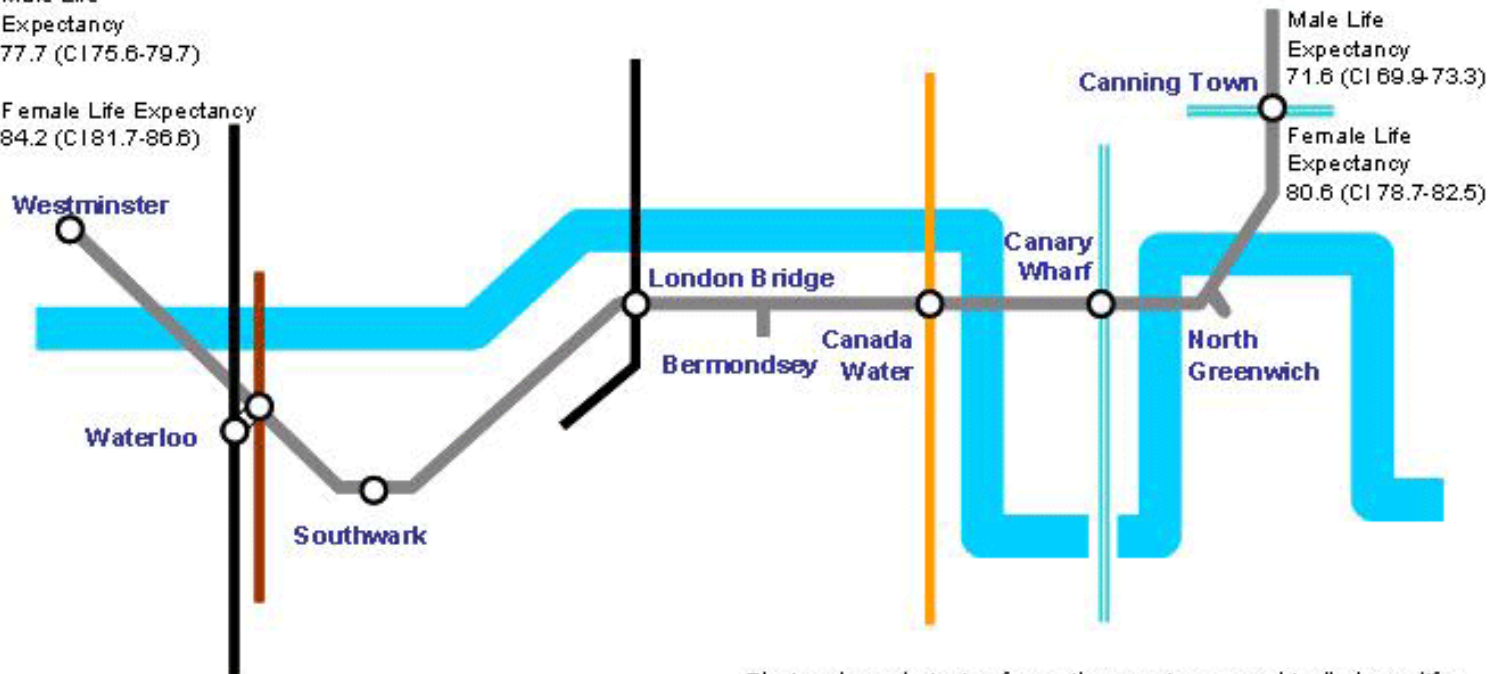 Expectancy
77.7 (CI 75.6-79.7)
Female Life Expectancy
84.2 (CI 81.7-86.6)
Westminster
Waterloo
Southwark
London Bridge
Bermondsey
Canada
Water
Canary
Wharf
North
Greenwich
Canning Town
Male Life
Expectancy
71.6 (CI 69.9-73.3)
Female Life
Expectancy
80.6 (CI 78.7-82.5)